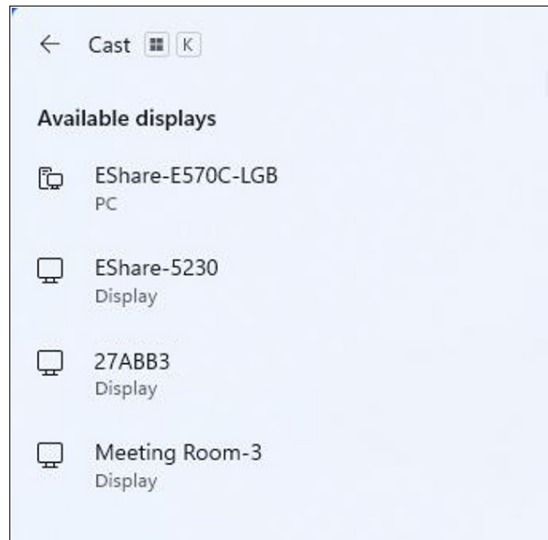 Cast K
Available displays
EShare-E570C-LGB
PC
EShare-5230
Display
27ABB3
Display
Meeting Room-3
Display